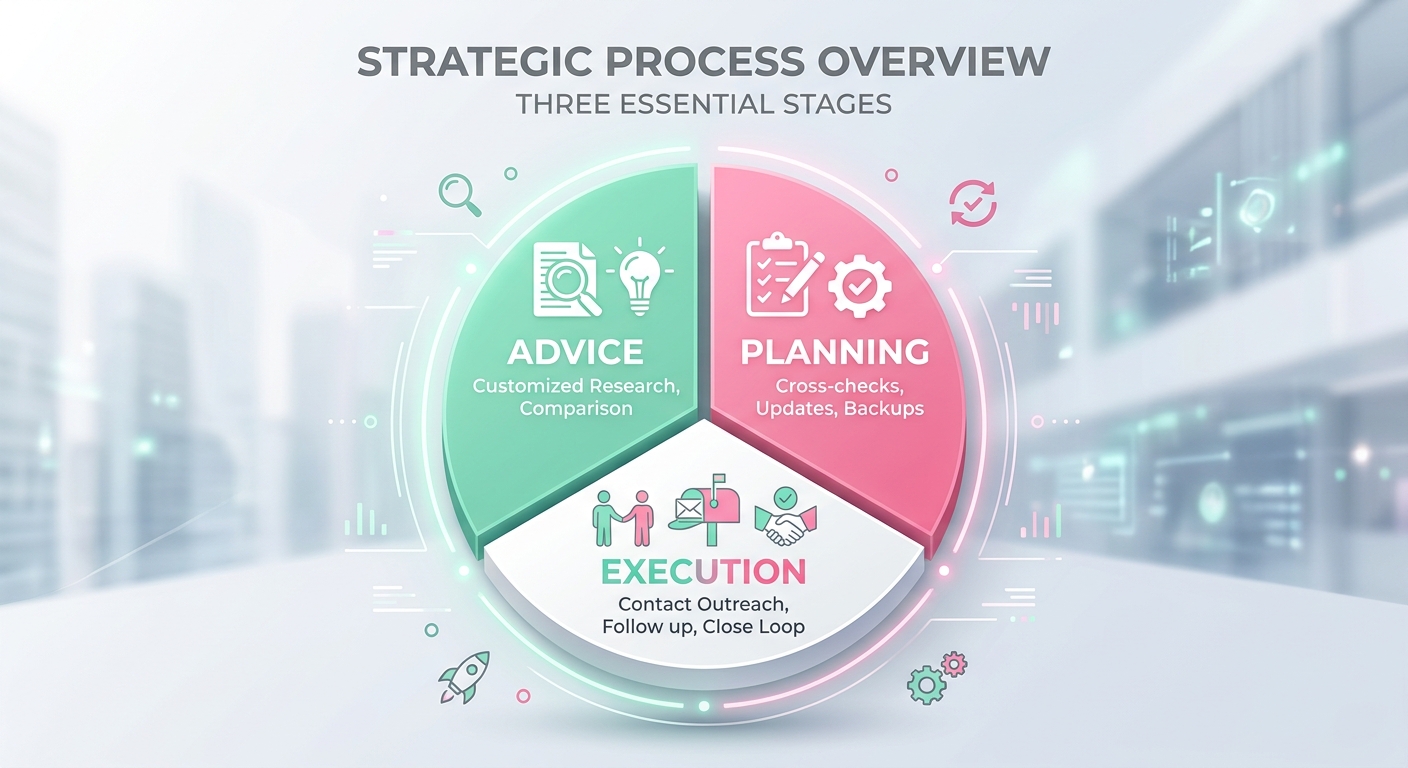 STRATEGIC PROCESS OVERVIEW
THREE ESSENTIAL STAGES
ADVICE
Customized Research,
Comparison
PLANNING
Cross-checks,
Updates, Backups
EXECUTION
Contact Outreach,
Follow up, Close Loop